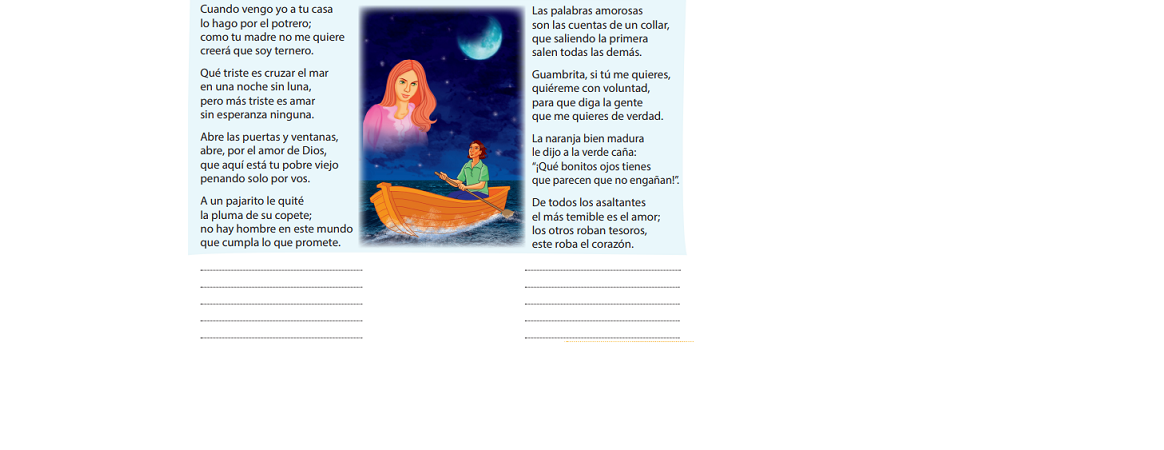 Cuando vengo yo a tu casa
lo hago por el potrero;
como tu madre no me quiere
creerá que soy ternero.
Qué triste es cruzar el mar
en una noche sin luna,
pero más triste es amar
sin esperanza ninguna.
Abre las puertas y ventanas,
abre, por el amor de Dios,
que aquí está tu pobre viejo
penando solo por vos.
A un pajarito le quité
la pluma de su copete;
no hay hombre en este mundo
que cumpla lo que promete.
Las palabras amorosas
son las cuentas de un collar,
que saliendo la primera
salen todas las demás.
Guambrita, si tú me quieres,
quiéreme con voluntad,
para que diga la gente
que me quieres de verdad.
La naranja bien madura
le dijo a la verde caña:
“¡Qué bonitos ojos tienes
que parecen que no engañan!”.
De todos los asaltantes
el más temible es el amor;
los otros roban tesoros,
este roba el corazón.